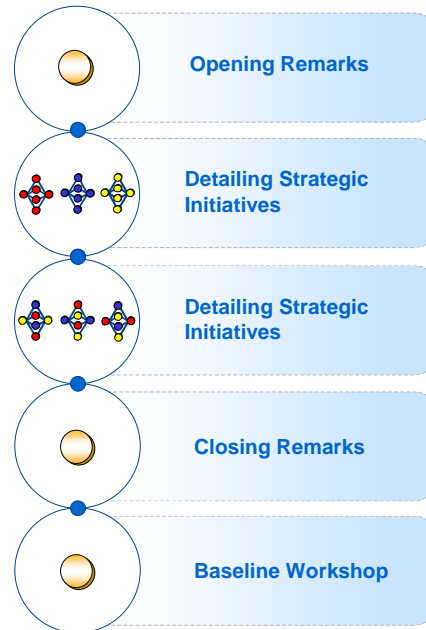 Opening Remarks
Detailing Strategic
Initiatives
Detailing Strategic
Initiatives
Closing Remarks
Baseline Workshop